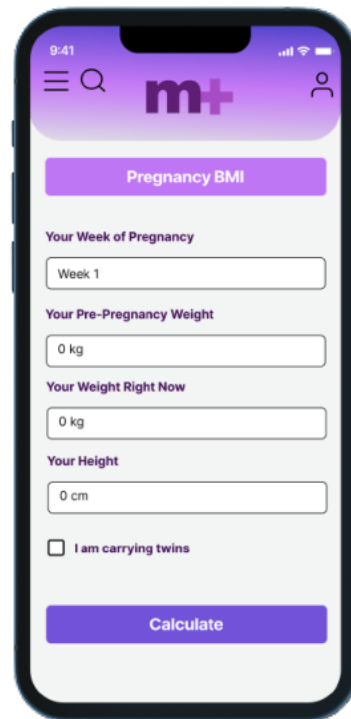 9:41
m+
Pregnancy BMI
Your Week of Pregnancy
Week 1
Your Pre-Pregnancy Weight
0 kg
Your Weight Right Now
0 kg
Your Height
0 cm
I am carrying twins
Calculate